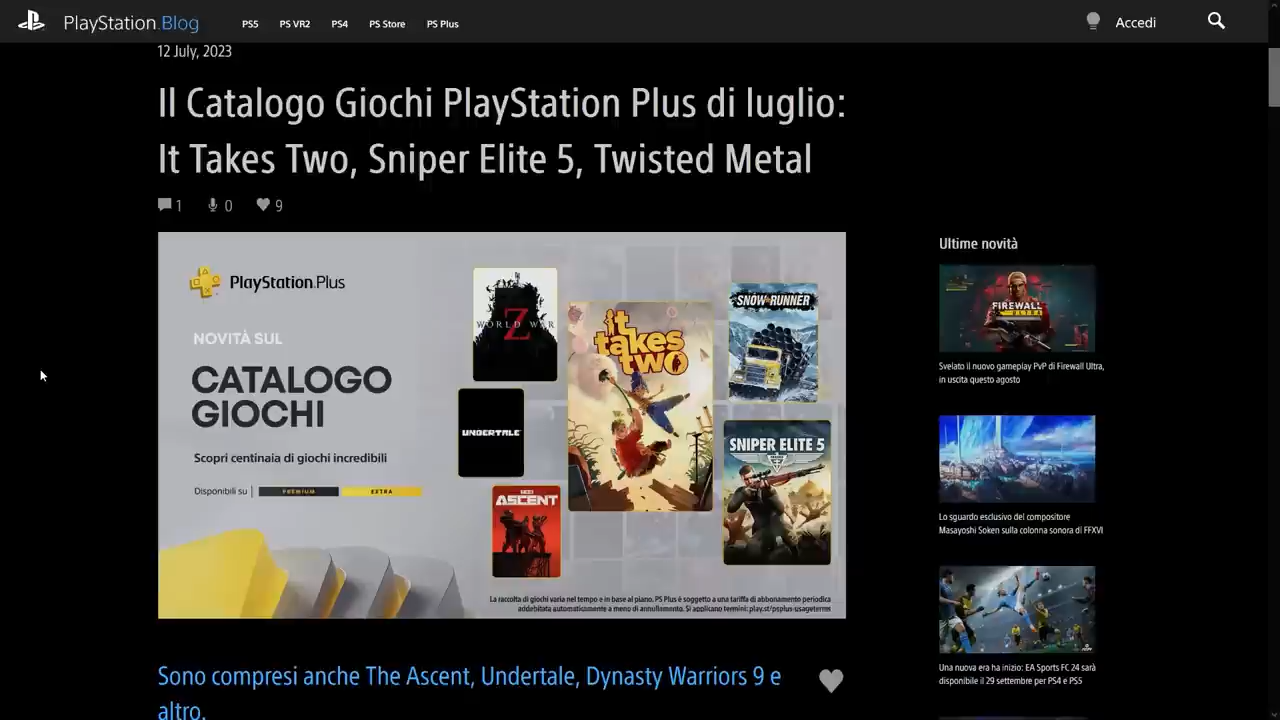 PlayStation.Blog
PS5
PS VR2
PS4
PS Store
PS Plus
Accedi
12 July, 2023
Il Catalogo Giochi PlayStation Plus di luglio:
It Takes Two, Sniper Elite 5, Twisted Metal
1
0
9
PlayStation.Plus
NOVITÀ SUL
CATALOGO
GIOCHI
Scopri centinaia di giochi incredibili
Disponibili su
PREMIUM
EXTRA
WORLD WAR
Z
UNDERTALE
THE
ASCENT
it
takes
two
SNOWRUNNER
SNIPER ELITE 5
La raccolta di giochi varia nel tempo e in base al piano. PS Plus è soggetto a una tariffa di abbonamento periodica
addebitata automaticamente a meno di annullamento. Si applicano termini: play.st/psplus-usageterms
Sono compresi anche The Ascent, Undertale, Dynasty Warriors 9 e
altro.
Ultime novità
FIREWALL
ULTRA
Svelato il nuovo gameplay PvP di Firewall Ultra,
in uscita questo agosto
Lo sguardo esclusivo del compositore
Masayoshi Soken sulla colonna sonora di FFXVI
Una nuova era ha inizio: EA Sports FC 24 sarà
disponibile il 29 settembre per PS4 e PS5